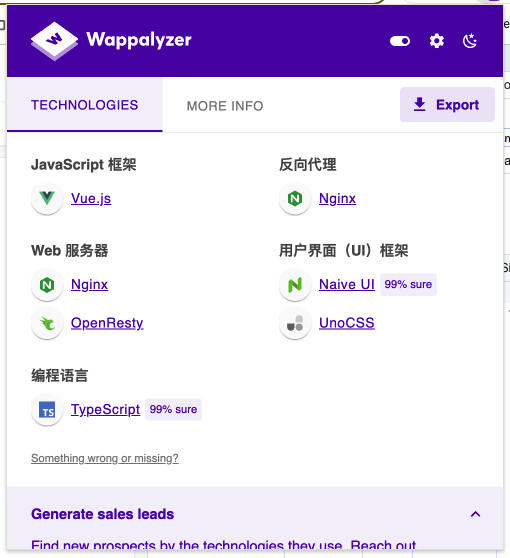 Wappalyzer
TECHNOLOGIES
MORE INFO
Export
JavaScript 框架
Vue.js
反向代理
Nginx
Web 服务器
Nginx
OpenResty
用户界面（UI）框架
Naive UI 99% sure
UnoCSS
编程语言
TypeScript 99% sure
Something wrong or missing?
Generate sales leads
Find new prospects by the technologies they use. Reach out